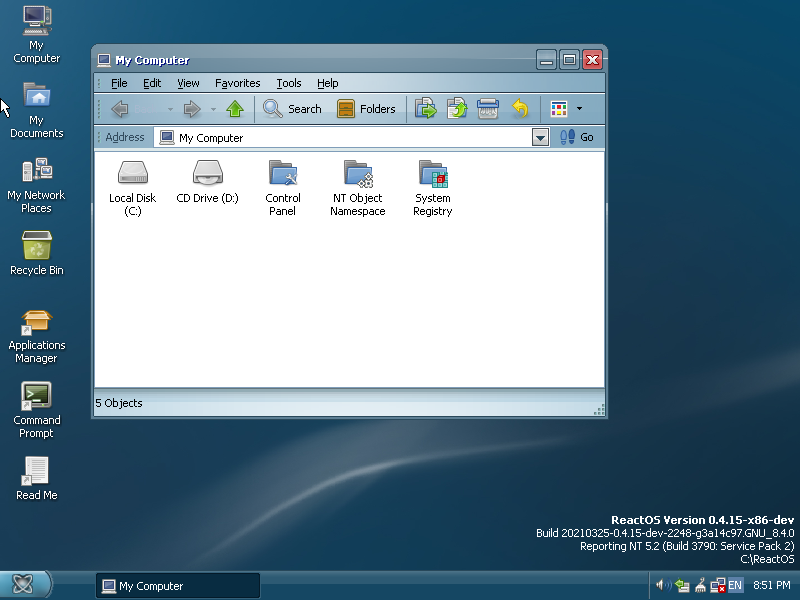 My
Computer
My
Documents
My Network
Places
Recycle Bin
Applications
Manager
Command
Prompt
Read Me
My Computer
File Edit View Favorites Tools Help
Search Folders
Address My Computer Go
Local Disk
(C:)
CD Drive (D:)
Control
Panel
NT Object
Namespace
System
Registry
5 Objects
ReactOS Version 0.4.15-x86-dev
Build 20210325-0.4.15-dev-2248-g3a14c97.GNU_8.4.0
Reporting NT 5.2 (Build 3790: Service Pack 2)
C:\ReactOS
My Computer
EN 8:51 PM